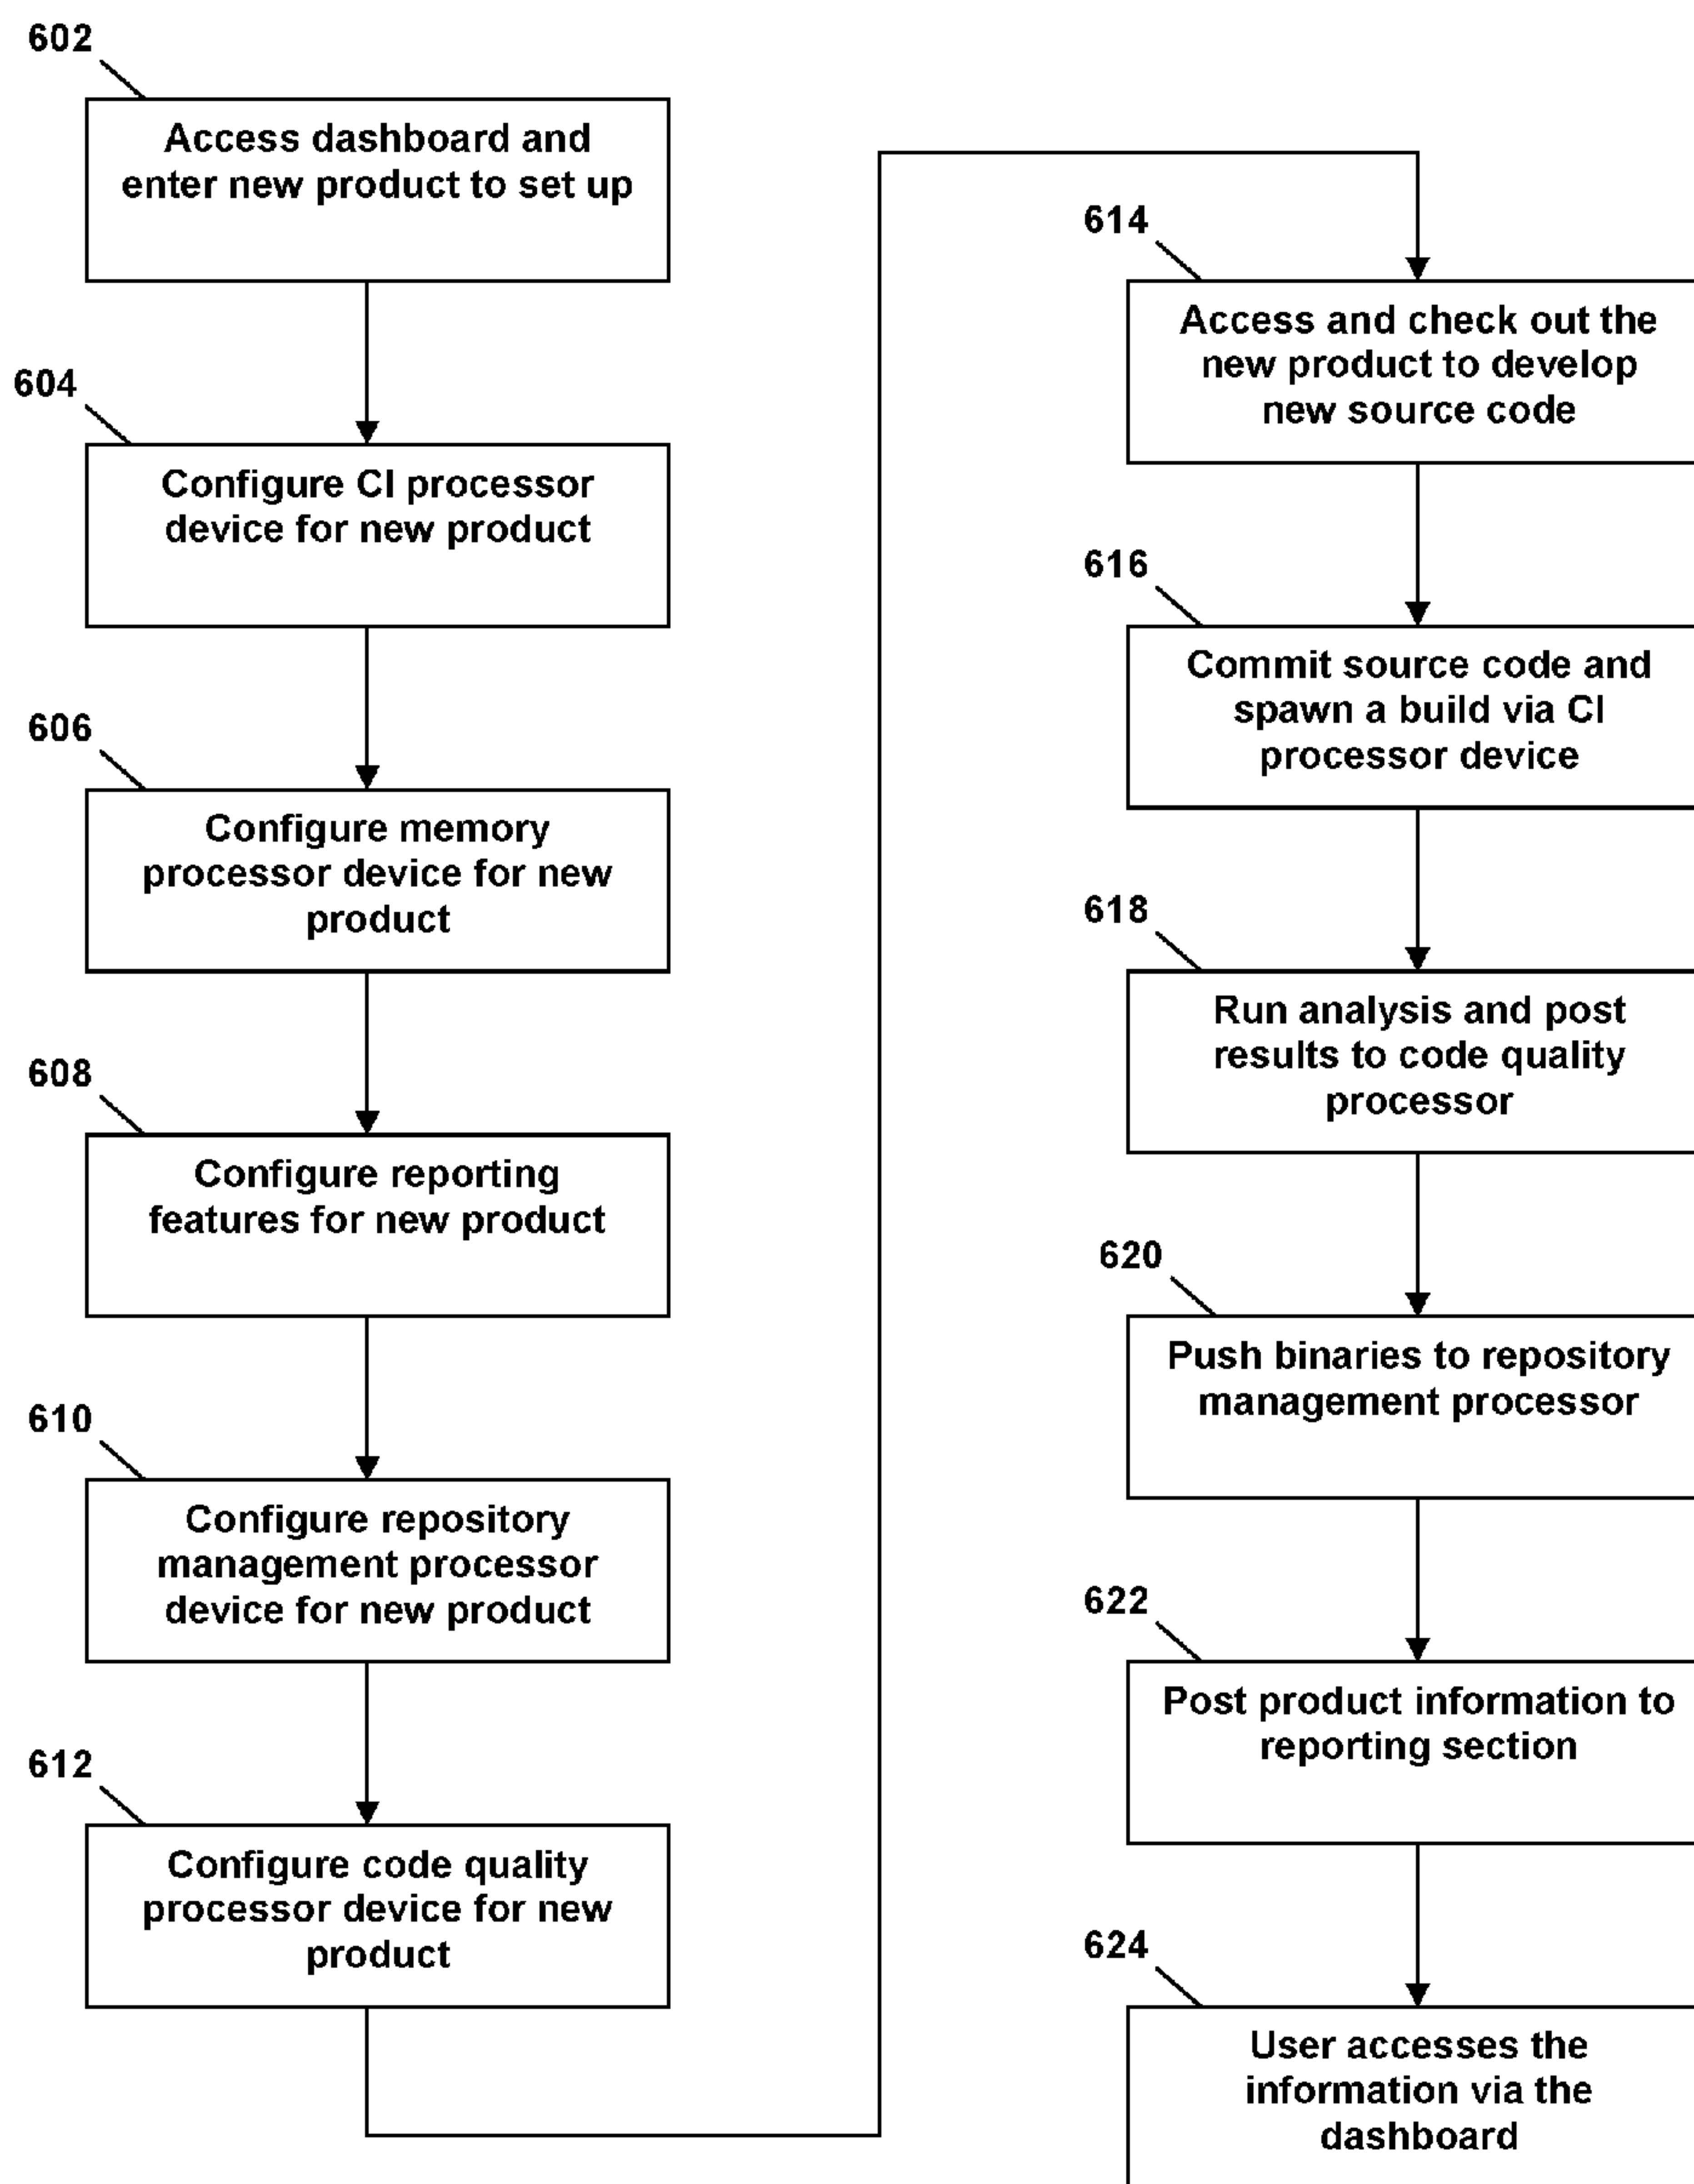 602
Access dashboard and
enter new product to set up
604
Configure CI processor
device for new product
606
Configure memory
processor device for new
product
608
Configure reporting
features for new product
610
Configure repository
management processor
device for new product
612
Configure code quality
processor device for new
product
614
Access and check out the
new product to develop
new source code
616
Commit source code and
spawn a build via CI
processor device
618
Run analysis and post
results to code quality
processor
620
Push binaries to repository
management processor
622
Post product information to
reporting section
624
User accesses the
information via the
dashboard